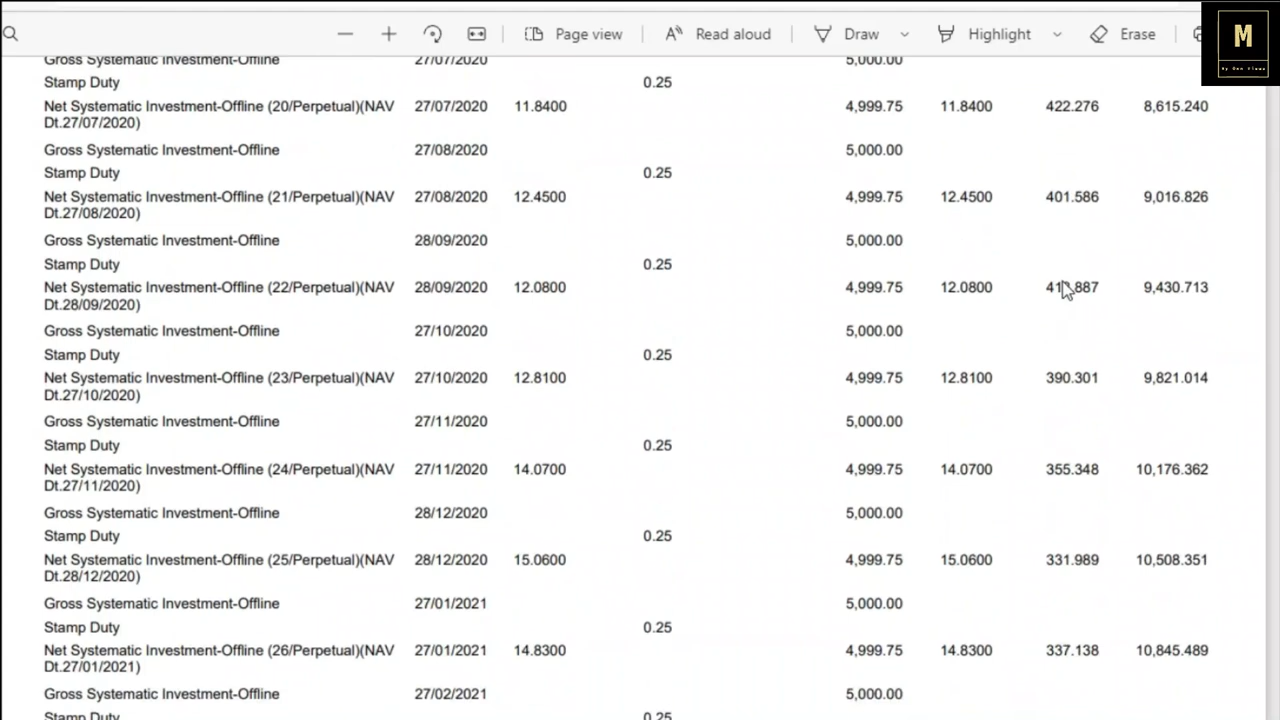 Page view Read aloud Draw Highlight Erase
M
Gross Systematic Investment-Offline 27/07/2020 5,000.00
Stamp Duty 0.25
Net Systematic Investment-Offline (20/Perpetual)(NAV 27/07/2020 11.8400 4,999.75 11.8400 422.276 8,615.240
Dt.27/07/2020)
Gross Systematic Investment-Offline 27/08/2020 5,000.00
Stamp Duty 0.25
Net Systematic Investment-Offline (21/Perpetual)(NAV 27/08/2020 12.4500 4,999.75 12.4500 401.586 9,016.826
Dt.27/08/2020)
Gross Systematic Investment-Offline 28/09/2020 5,000.00
Stamp Duty 0.25
Net Systematic Investment-Offline (22/Perpetual)(NAV 28/09/2020 12.0800 4,999.75 12.0800 9,430.713
Dt.28/09/2020)
Gross Systematic Investment-Offline 27/10/2020 5,000.00
Stamp Duty 0.25
Net Systematic Investment-Offline (23/Perpetual)(NAV 27/10/2020 12.8100 4,999.75 12.8100 390.301 9,821.014
Dt.27/10/2020)
Gross Systematic Investment-Offline 27/11/2020 5,000.00
Stamp Duty 0.25
Net Systematic Investment-Offline (24/Perpetual)(NAV 27/11/2020 14.0700 4,999.75 14.0700 355.348 10,176.362
Dt.27/11/2020)
Gross Systematic Investment-Offline 28/12/2020 5,000.00
Stamp Duty 0.25
Net Systematic Investment-Offline (25/Perpetual)(NAV 28/12/2020 15.0600 4,999.75 15.0600 331.989 10,508.351
Dt.28/12/2020)
Gross Systematic Investment-Offline 27/01/2021 5,000.00
Stamp Duty 0.25
Net Systematic Investment-Offline (26/Perpetual)(NAV 27/01/2021 14.8300 4,999.75 14.8300 337.138 10,845.489
Dt.27/01/2021)
Gross Systematic Investment-Offline 27/02/2021 5,000.00
Stamp Duty 0.25